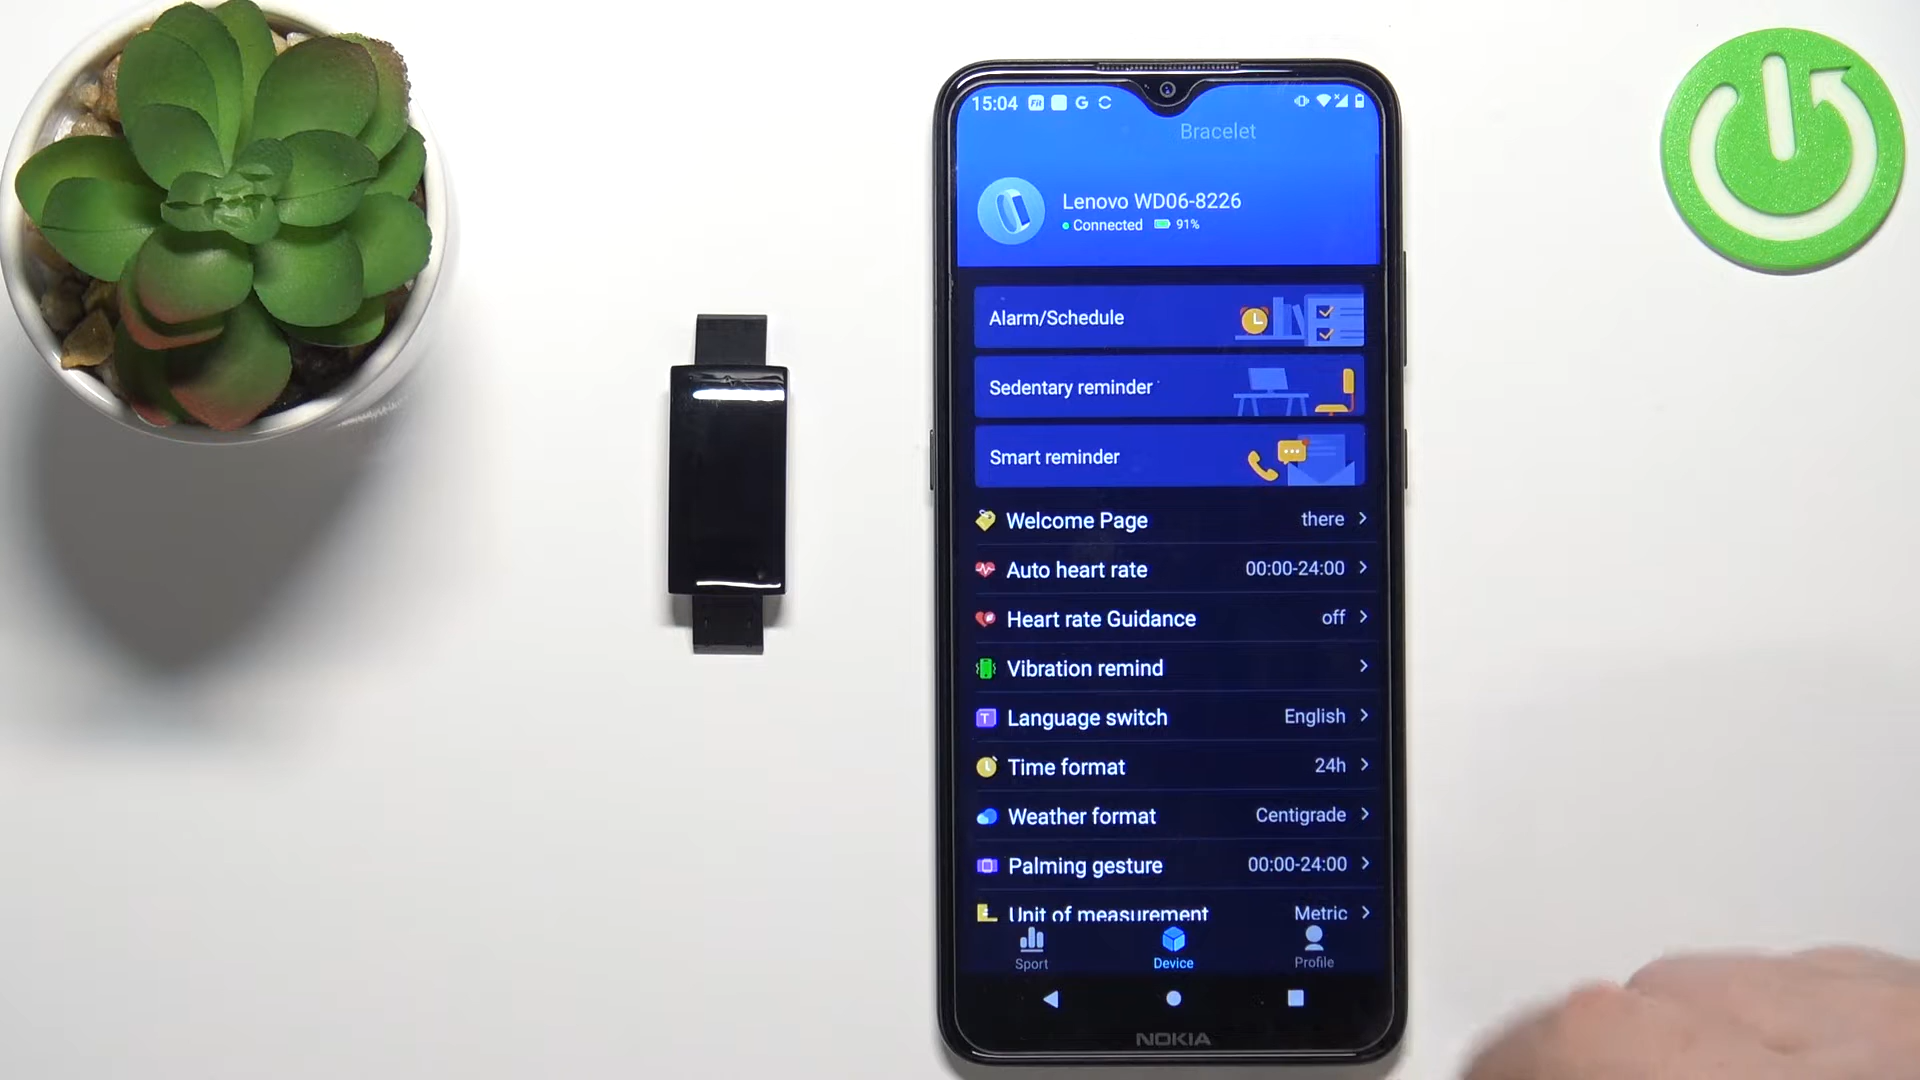 15:04
Bracelet
Lenovo WD06-8226
Connected 91%
Alarm/Schedule
Sedentary reminder
Smart reminder
Welcome Page there
Auto heart rate 00:00-24:00
Heart rate Guidance off
Vibration remind
Language switch English
Time format 24h
Weather format Centigrade
Palming gesture 00:00-24:00
Unit of measurement Metric
Sport Device Profile
NOKIA